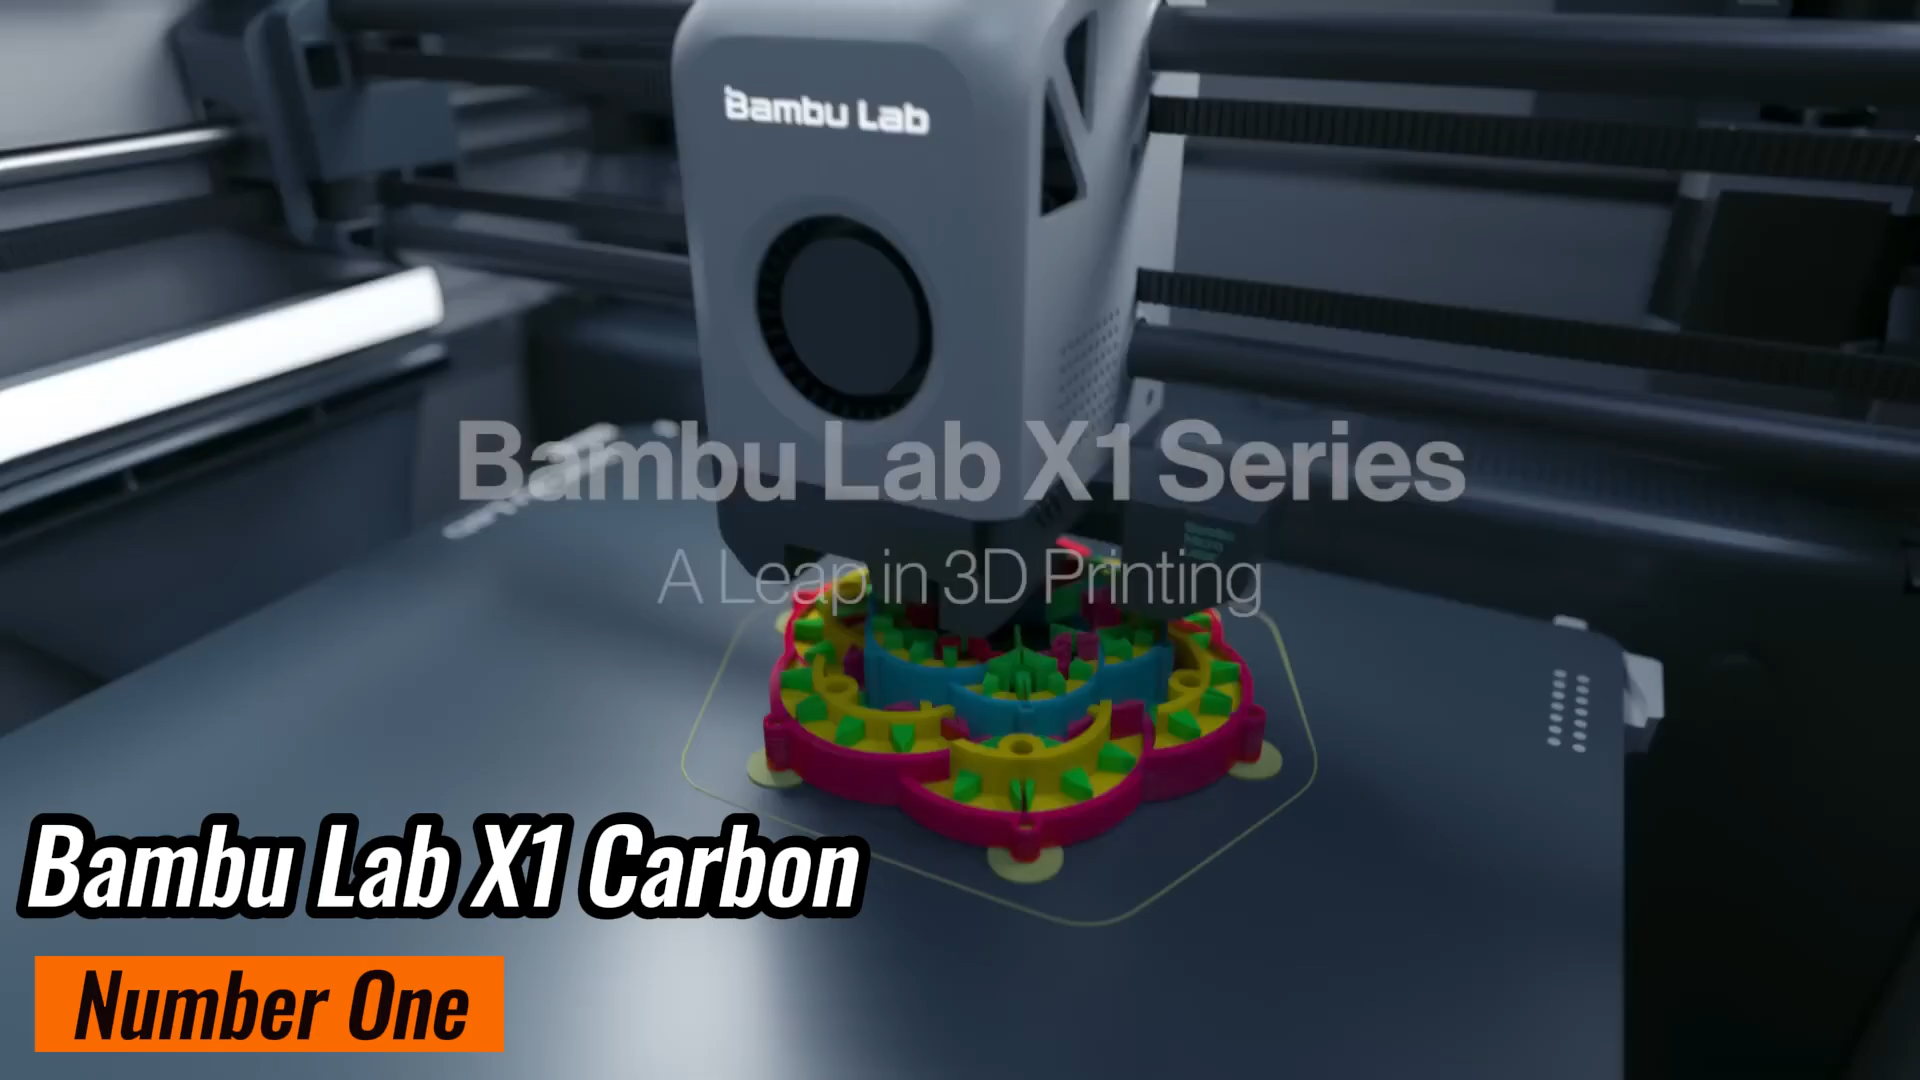 Bambu Lab
Bambu Lab X1 Series
A Leap in 3D Printing
Bambu Lab X1 Carbon
Number One